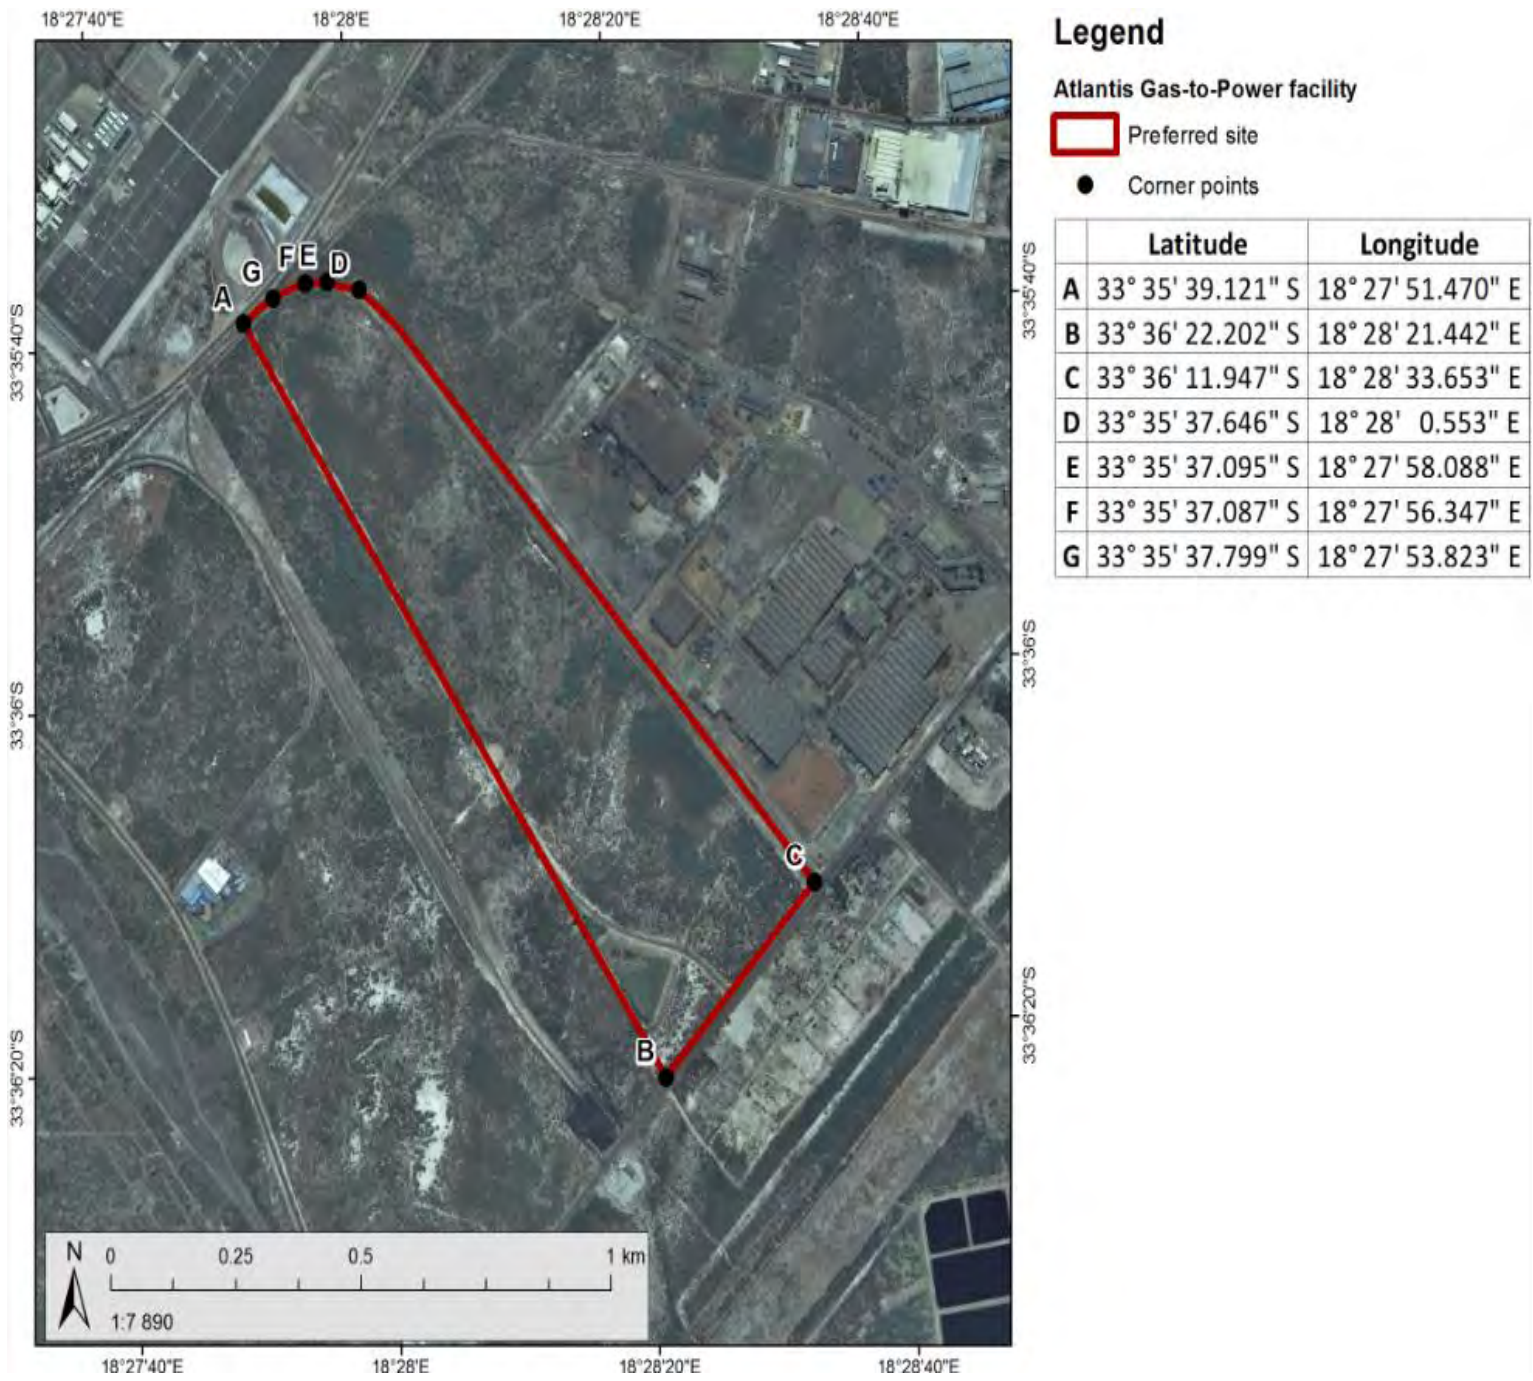 18°27'40"E 18°28'E 18°28'20"E 18°28'40"E
Legend
Atlantis Gas-to-Power facility
Preferred site
Corner points
Latitude Longitude
A 33° 35' 39.121" S 18° 27' 51.470" E
B 33° 36' 22.202" S 18° 28' 21.442" E
C 33° 36' 11.947" S 18° 28' 33.653" E
D 33° 35' 37.646" S 18° 28' 0.553" E
E 33° 35' 37.095" S 18° 27' 58.088" E
F 33° 35' 37.087" S 18° 27' 56.347" E
G 33° 35' 37.799" S 18° 27' 53.823" E
A
G
F
E
D
C
B
33°35'40"S
33°36'S
33°36'20"S
33°35'40"S
33°36'S
33°36'20"S
N 0 0.25 0.5 1 km
1:7 890
18°27'40"E 18°28'E 18°28'20"E 18°28'40"E